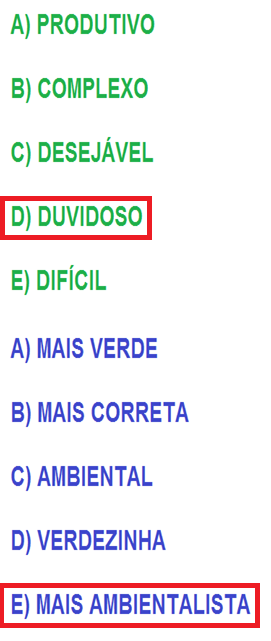 A) PRODUTIVO
B) COMPLEXO
C) DESEJÁVEL
D) DUVIDOSO
E) DIFÍCIL
A) MAIS VERDE
B) MAIS CORRETA
C) AMBIENTAL
D) VERDEZINHA
E) MAIS AMBIENTALISTA